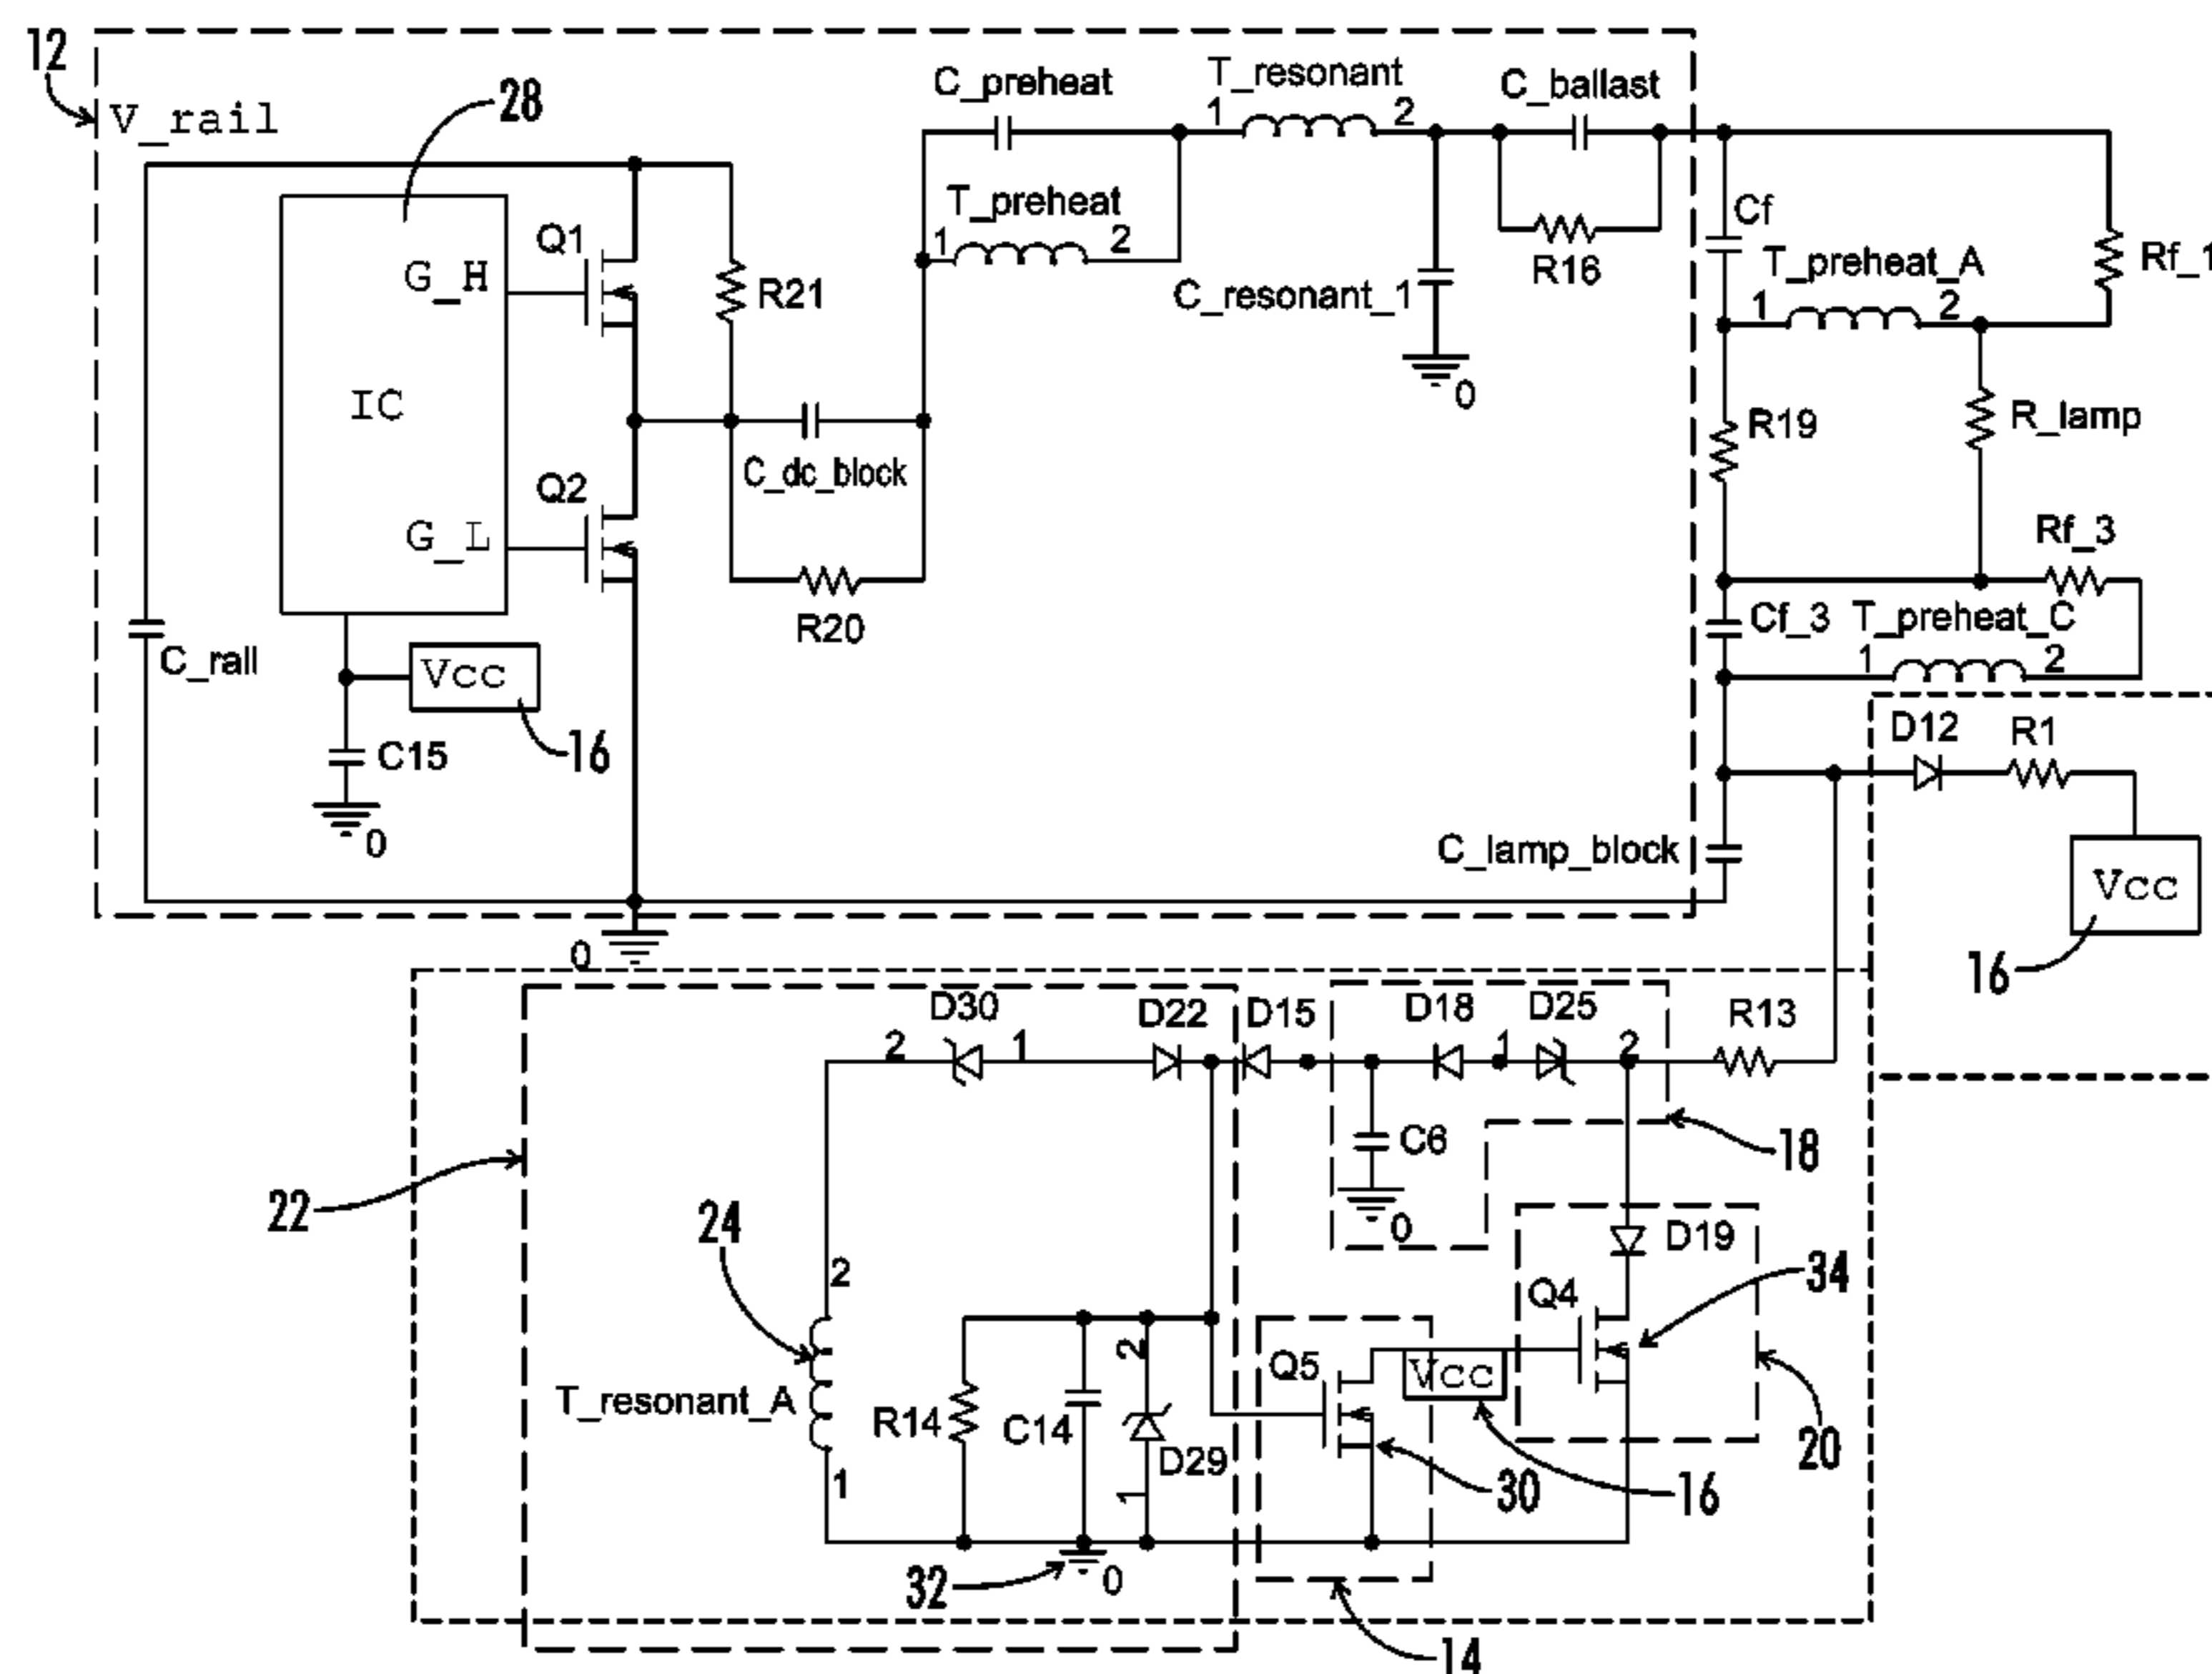 12
V_rail
28
C_preheat
T_resonant
1
2
C_ballast
T_preheat
1
2
Cf
Q1
G_H
R21
C_resonant_1
0
R16
T_preheat_A
1
2
Rf_1
IC
R19
R_lamp
C_dc_block
Q2
G_L
R20
Rf_3
C_rail
Vcc
16
C15
0
Cf_3
T_preheat_C
1
2
D12
R1
C_lamp_block
Vcc
16
0
2
D30
1
D22
D15
D18
1
D25
2
R13
C6
0
18
22
24
2
D19
34
Q4
T_resonant_A
R14
C14
2
D29
1
Q5
Vcc
1
30
16
20
32
0
14